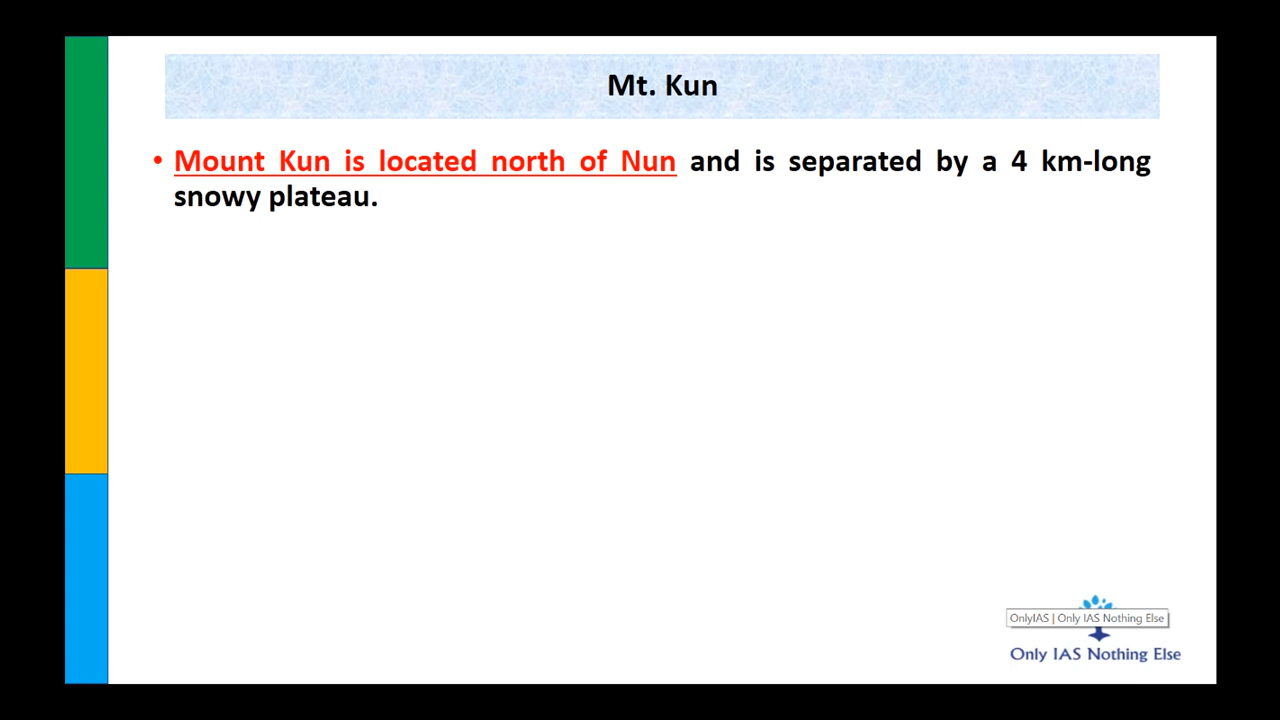 Mt. Kun
• Mount Kun is located north of Nun and is separated by a 4 km-long
snowy plateau.
OnlyIAS | Only IAS Nothing Else
Only IAS Nothing Else